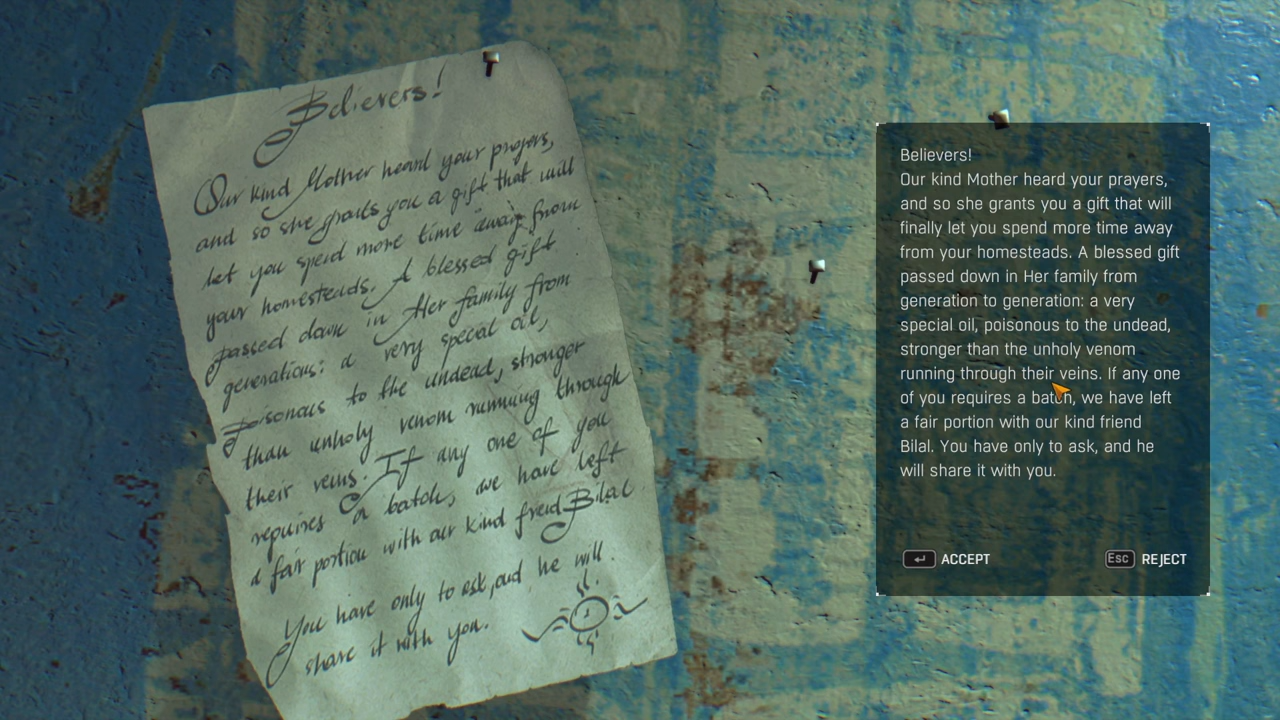 Believers!
Our kind Mother heard your prayers,
and so she grants you a gift that will
let you spend more time away from
your homesteads. A blessed gift
passed down in Her family from
generations: a very special oil,
poisonous to the undead, stronger
than unholy venom running through
their veins. If any one of you
requires a batch, we have left
a fair portion with our kind freud Bilal
You have only to ask, and he will.
share it with you.
Believers!
Our kind Mother heard your prayers,
and so she grants you a gift that will
finally let you spend more time away
from your homesteads. A blessed gift
passed down in Her family from
generation to generation: a very
special oil, poisonous to the undead,
stronger than the unholy venom
running through their veins. If any one
of you requires a batch, we have left
a fair portion with our kind friend
Bilal. You have only to ask, and he
will share it with you.
ACCEPT
Esc REJECT